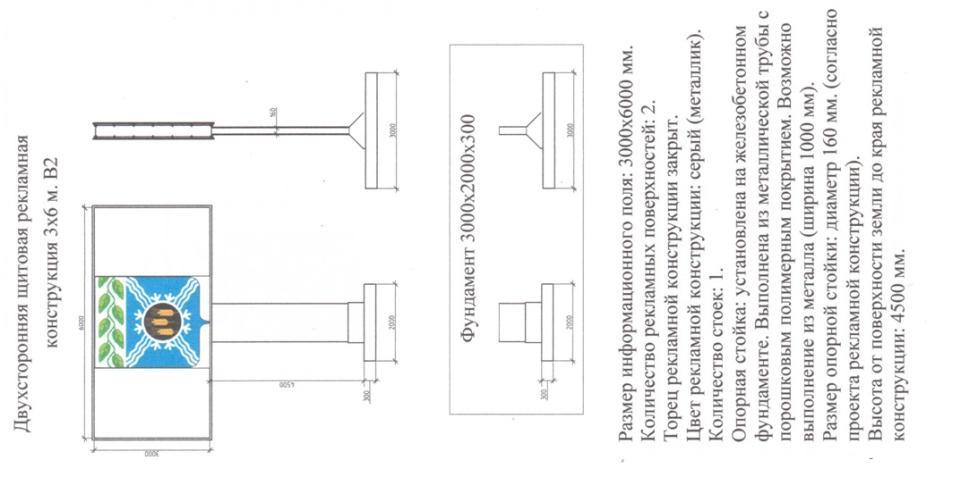 Двухсторонняя щитовая рекламная
конструкция 3х6 м. В2
6000
3000
4500
300
2000
160
3000
Фундамент 3000х2000х300
300
2000
3000
Размер информационного поля: 3000х6000 мм.
Количество рекламных поверхностей: 2.
Торец рекламной конструкции закрыт.
Цвет рекламной конструкции: серый (металлик).
Количество стоек: 1.
Опорная стойка: установлена на железобетонном
фундаменте. Выполнена из металлической трубы с
порошковым полимерным покрытием. Возможно
выполнение из металла (ширина 1000 мм).
Размер опорной стойки: диаметр 160 мм. (согласно
проекта рекламной конструкции).
Высота от поверхности земли до края рекламной
конструкции: 4500 мм.